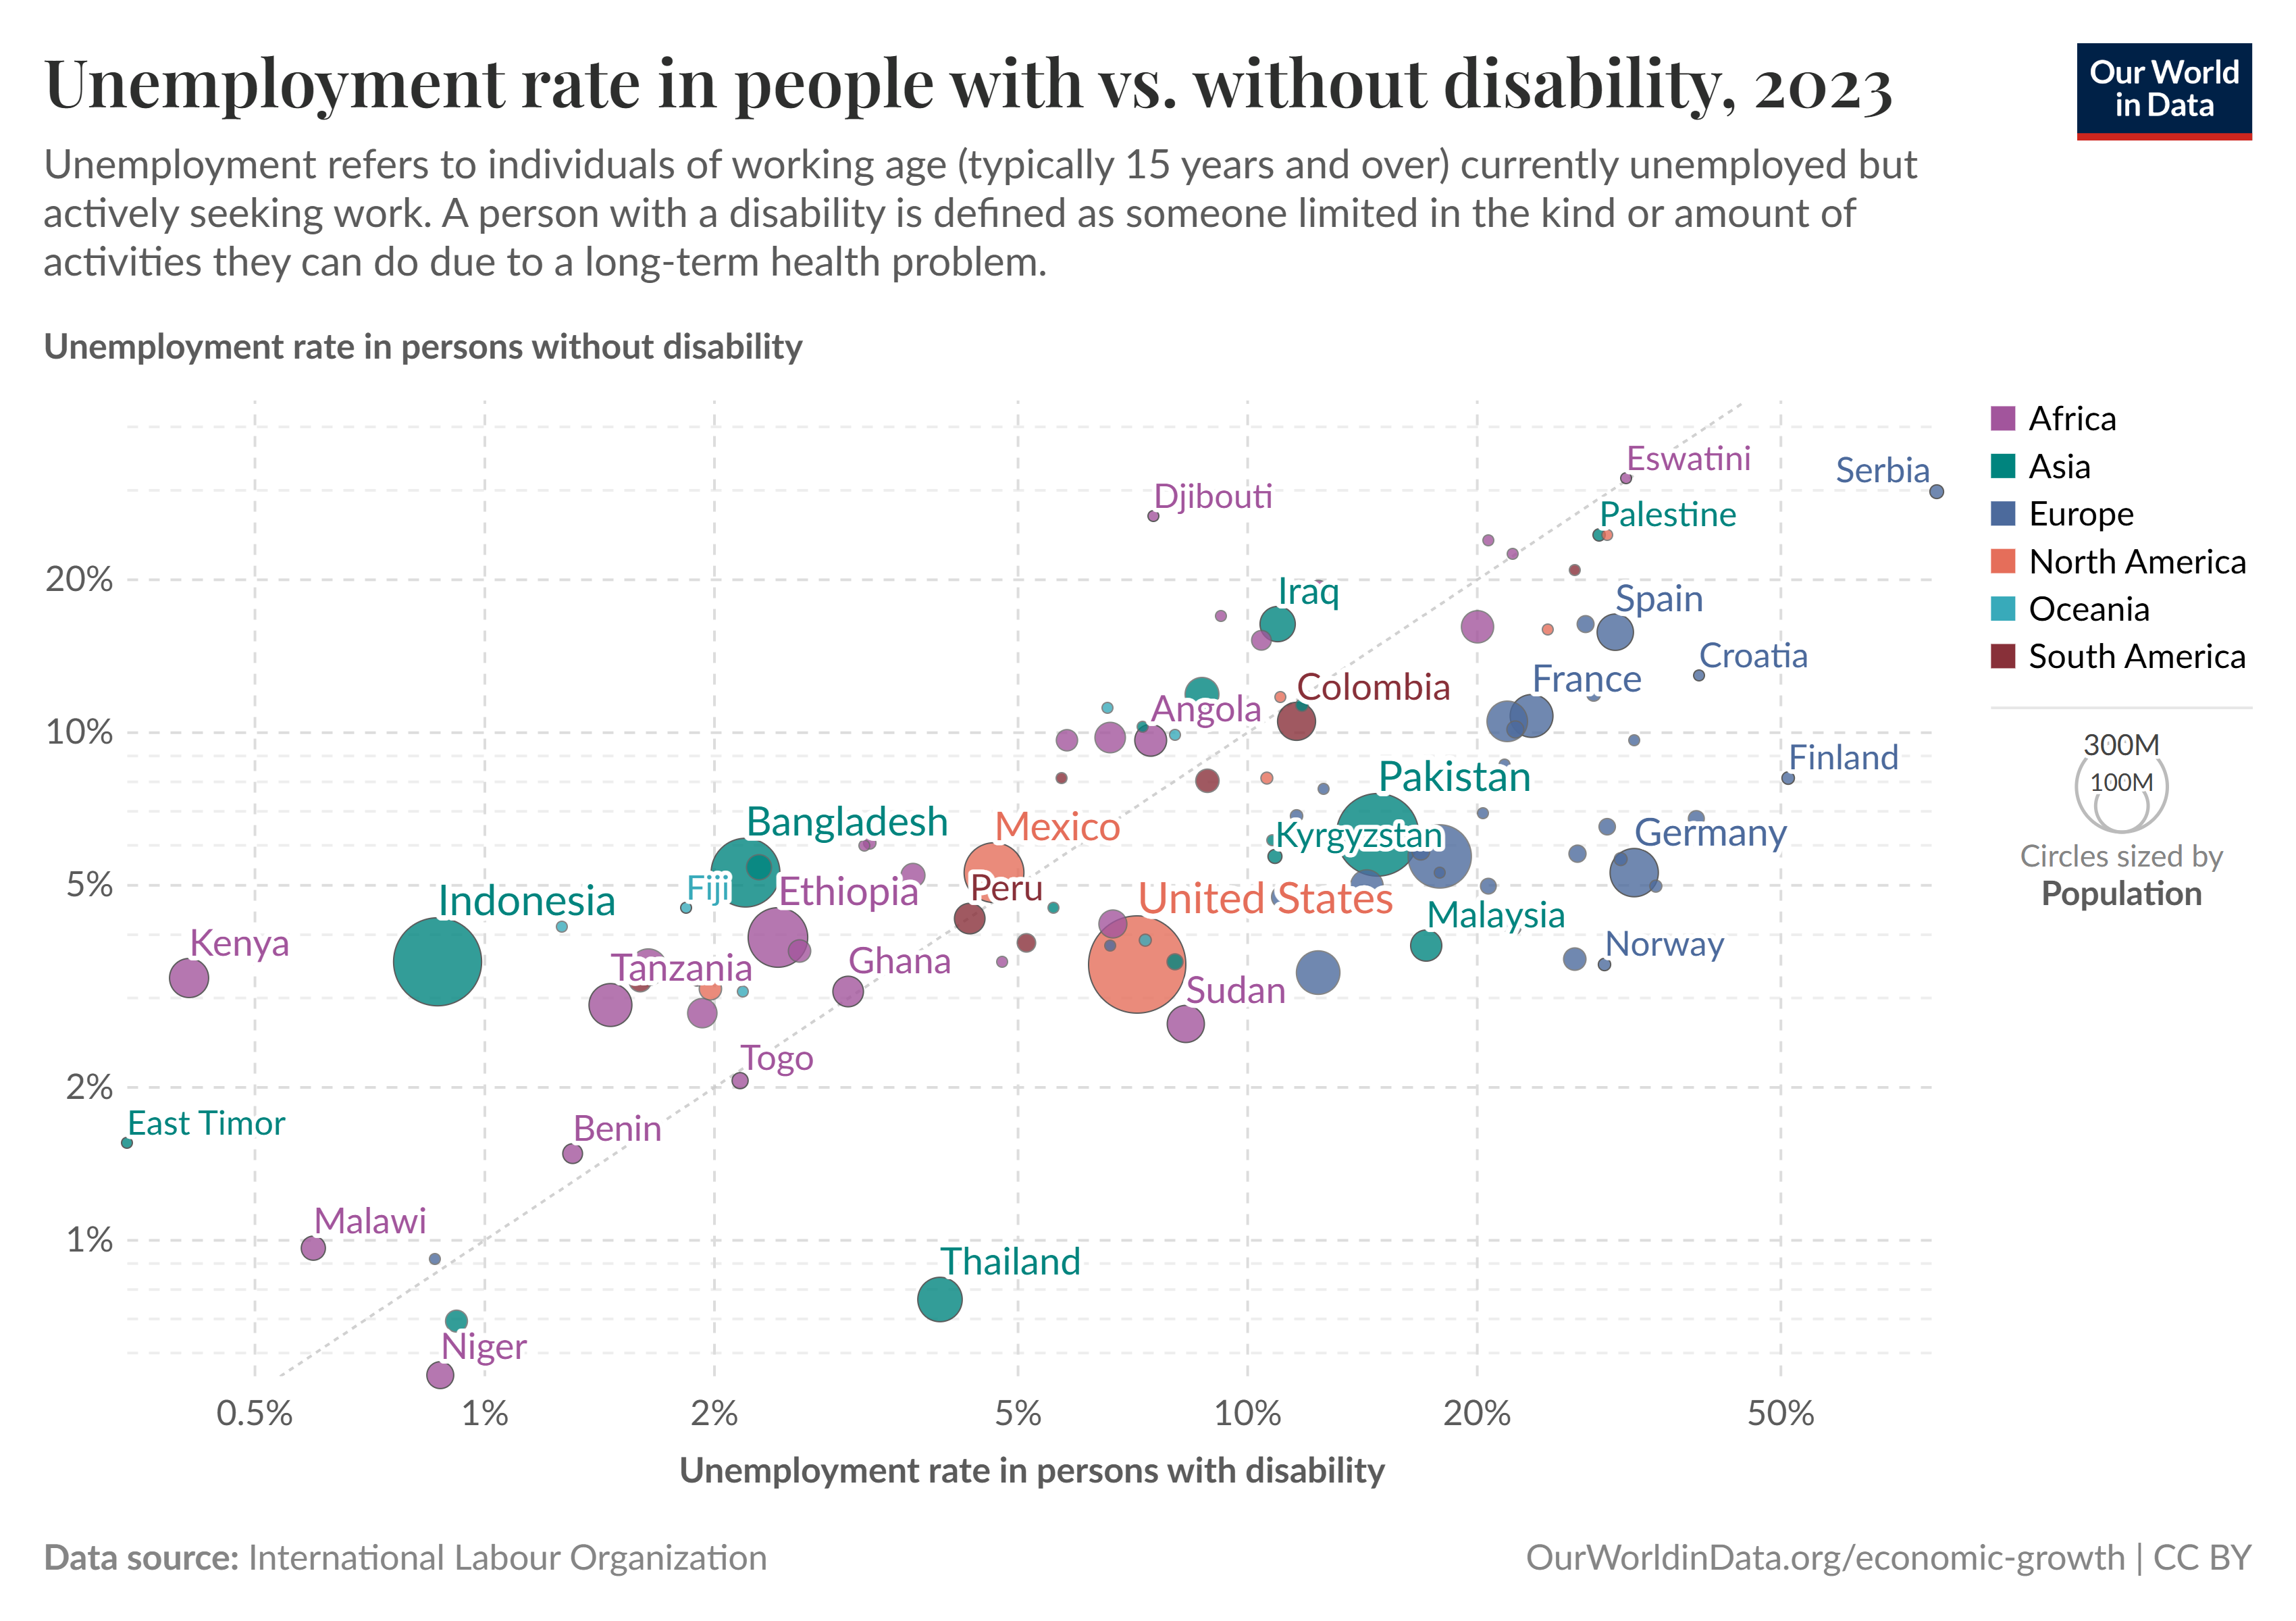 Unemployment rate in people with vs. without disability, 2023
Our World
in Data
Unemployment refers to individuals of working age (typically 15 years and over) currently unemployed but
actively seeking work. A person with a disability is defined as someone limited in the kind or amount of
activities they can do due to a long-term health problem.
Unemployment rate in persons without disability
Africa
Asia
Europe
North America
Oceania
South America
300M
100M
Circles sized by
Population
Eswatini
Serbia
Djibouti
Palestine
20%
Iraq
Spain
Croatia
France
Colombia
Angola
10%
Finland
Pakistan
Bangladesh
Mexico
Kyrgyzstan
Germany
5%
Fiji
Ethiopia
Peru
Indonesia
United States
Malaysia
Kenya
Norway
Tanzania
Ghana
Sudan
Togo
2%
East Timor
Benin
Malawi
1%
Thailand
Niger
0.5%
1%
2%
5%
10%
20%
50%
Unemployment rate in persons with disability
Data source: International Labour Organization
OurWorldinData.org/economic-growth | CC BY